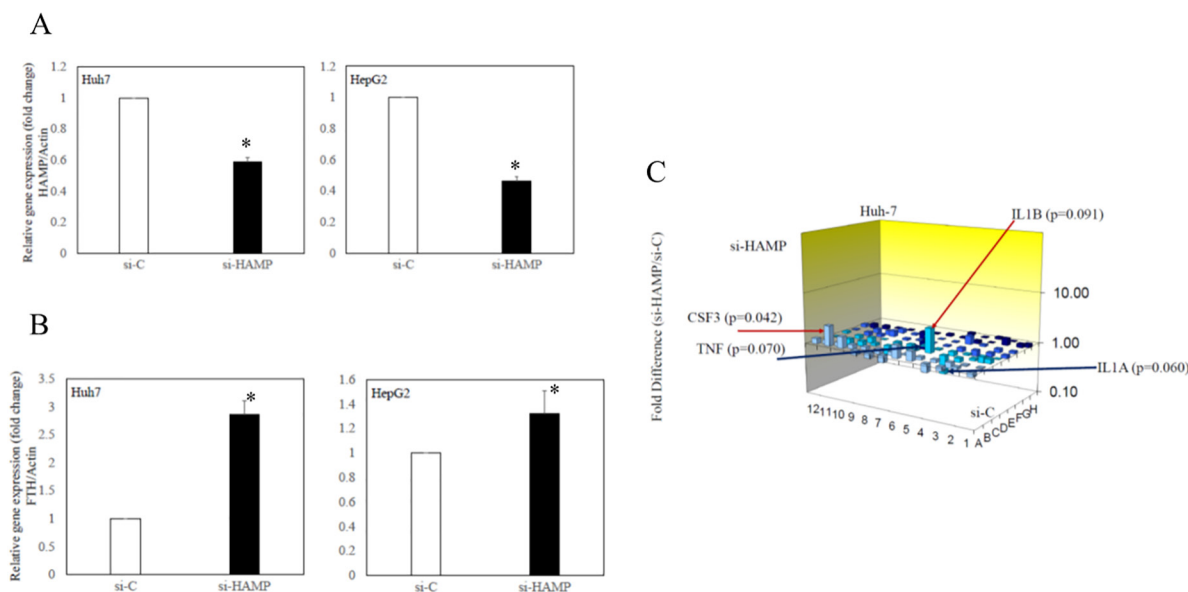 A
Relative gene expression (fold change)
HAMP/Actin
1.2
1
0.8
0.6
0.4
0.2
0
Huh7
*
si-C si-HAMP
1.2
1
0.8
0.6
0.4
0.2
0
HepG2
*
si-C si-HAMP
B
Relative gene expression (fold change)
FTH/Actin
3.5
3
2.5
2
1.5
1
0.5
0
Huh7
*
si-C si-HAMP
1.6
1.4
1.2
1
0.8
0.6
0.4
0.2
0
HepG2
*
si-C si-HAMP
C
Fold Difference (si-HAMP/si-C)
Huh-7
IL1B (p=0.091)
si-HAMP
10.00
CSF3 (p=0.042)
1.00
TNF (p=0.070)
IL1A (p=0.060)
0.10
si-C
12 11 10 9 8 7 6 5 4 3 2 1
A B C D E F G H